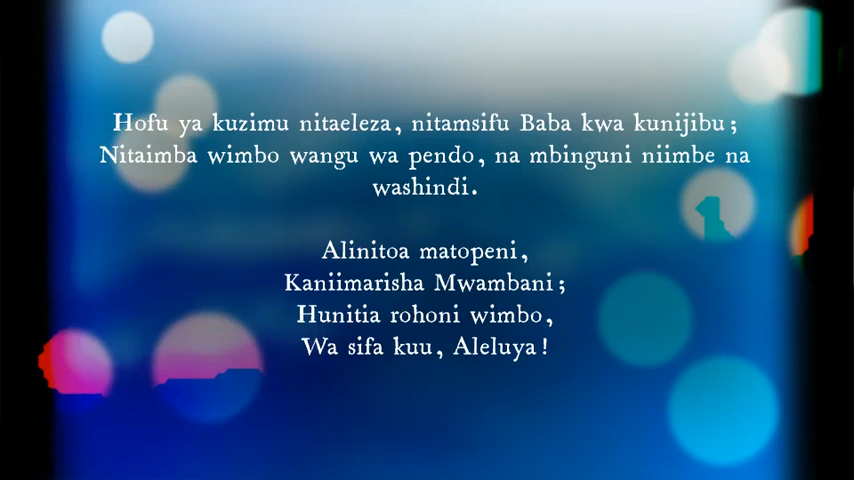 Hofu ya kuzimu nitaeleza, nitamsifu Baba kwa kunijibu;
Nitaimba wimbo wangu wa pendo, na mbinguni niimbe na
washindi.
Alinitoa matopeni,
Kaniimarisha Mwambani;
Hunitia rohoni wimbo,
Wa sifa kuu, Aleluya!